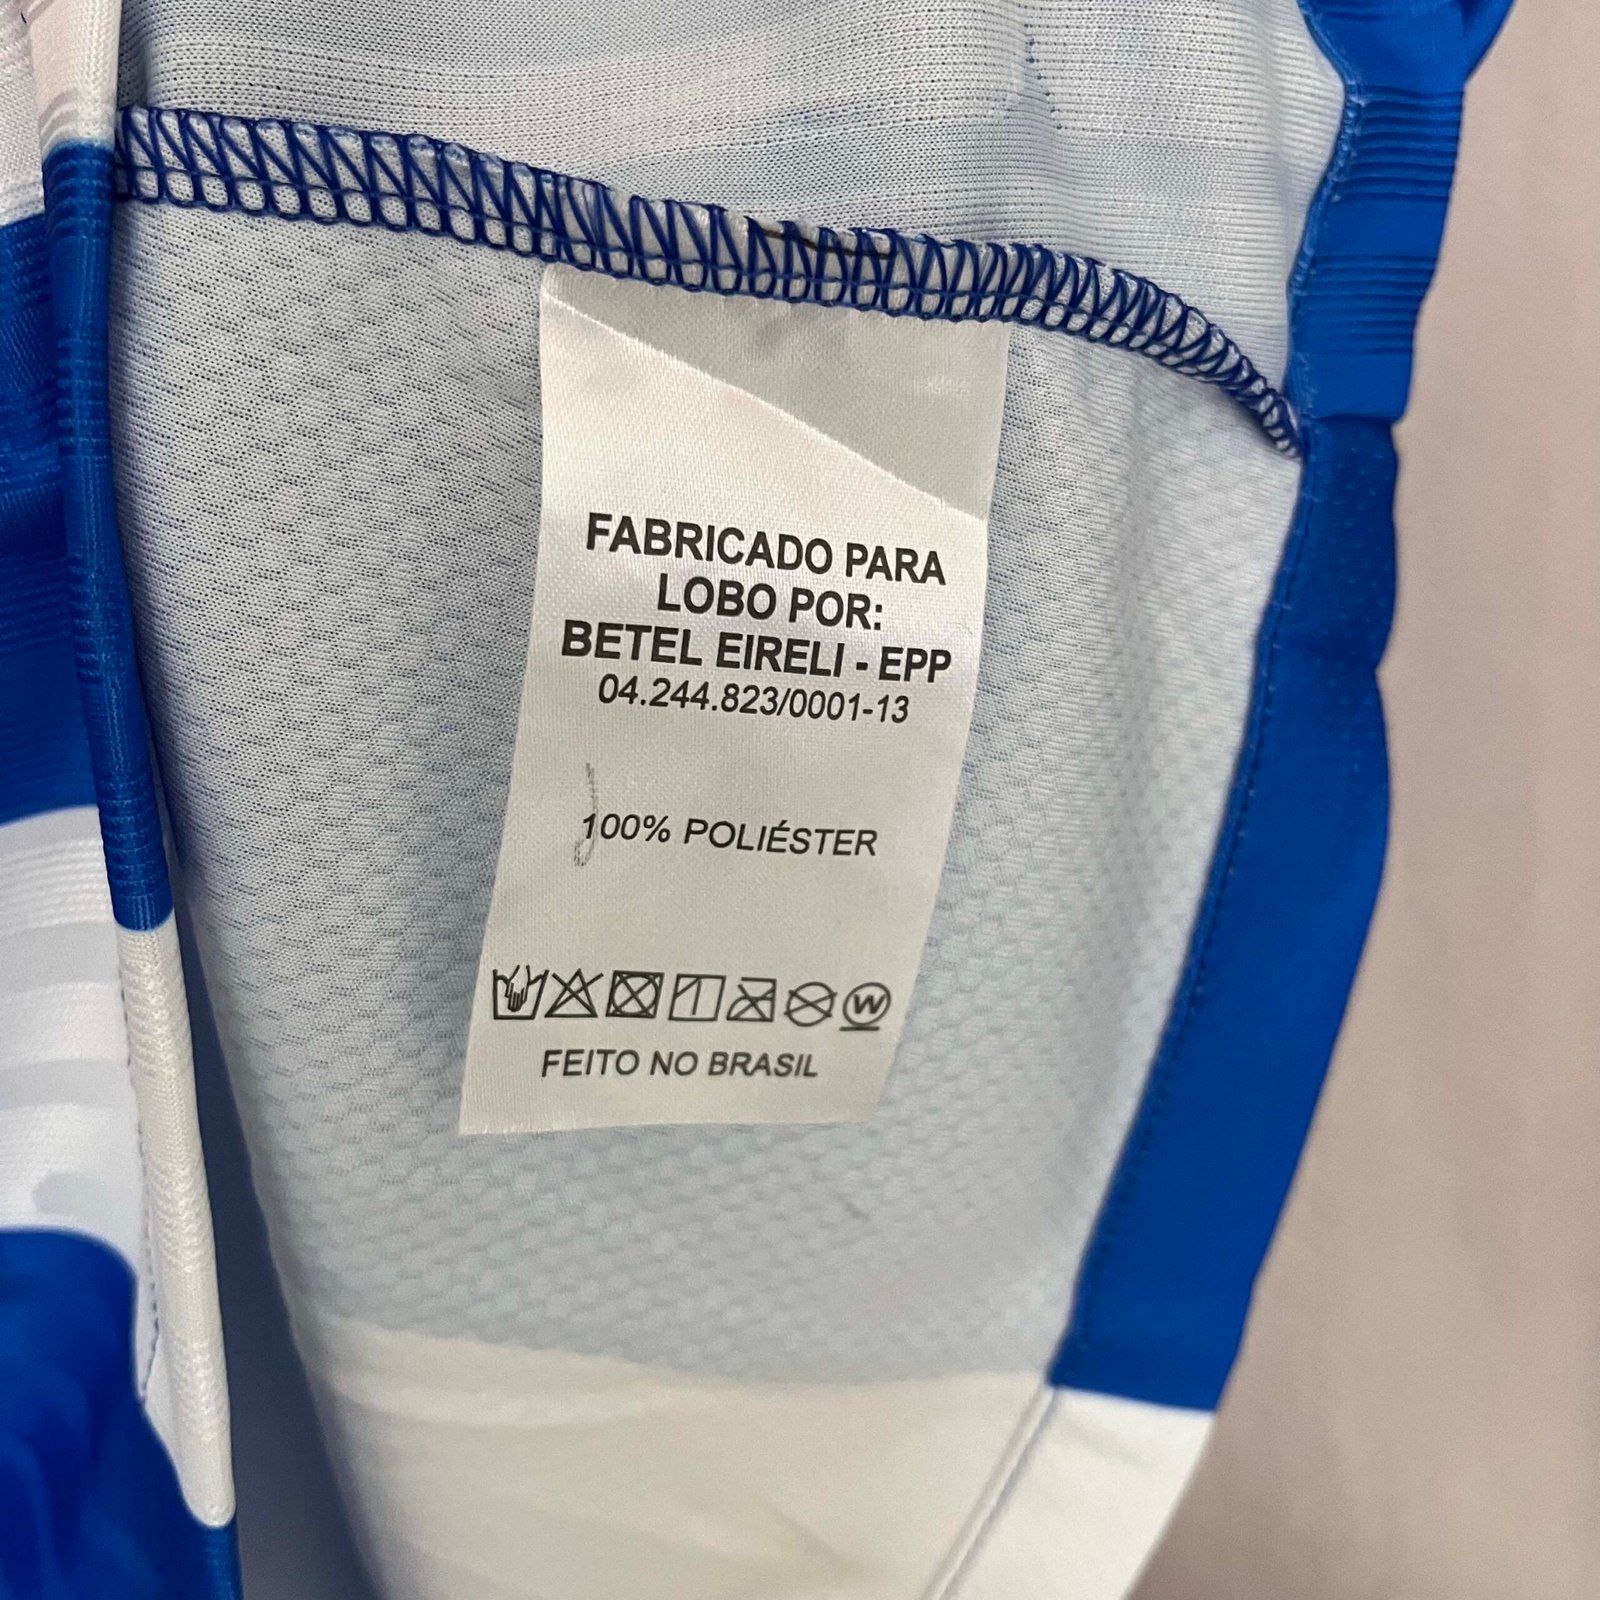 FABRICADO PARA
LOBO POR:
BETEL EIRELI - EPP
04.244.823/0001-13
100% POLIÉSTER
W
FEITO NO BRASIL